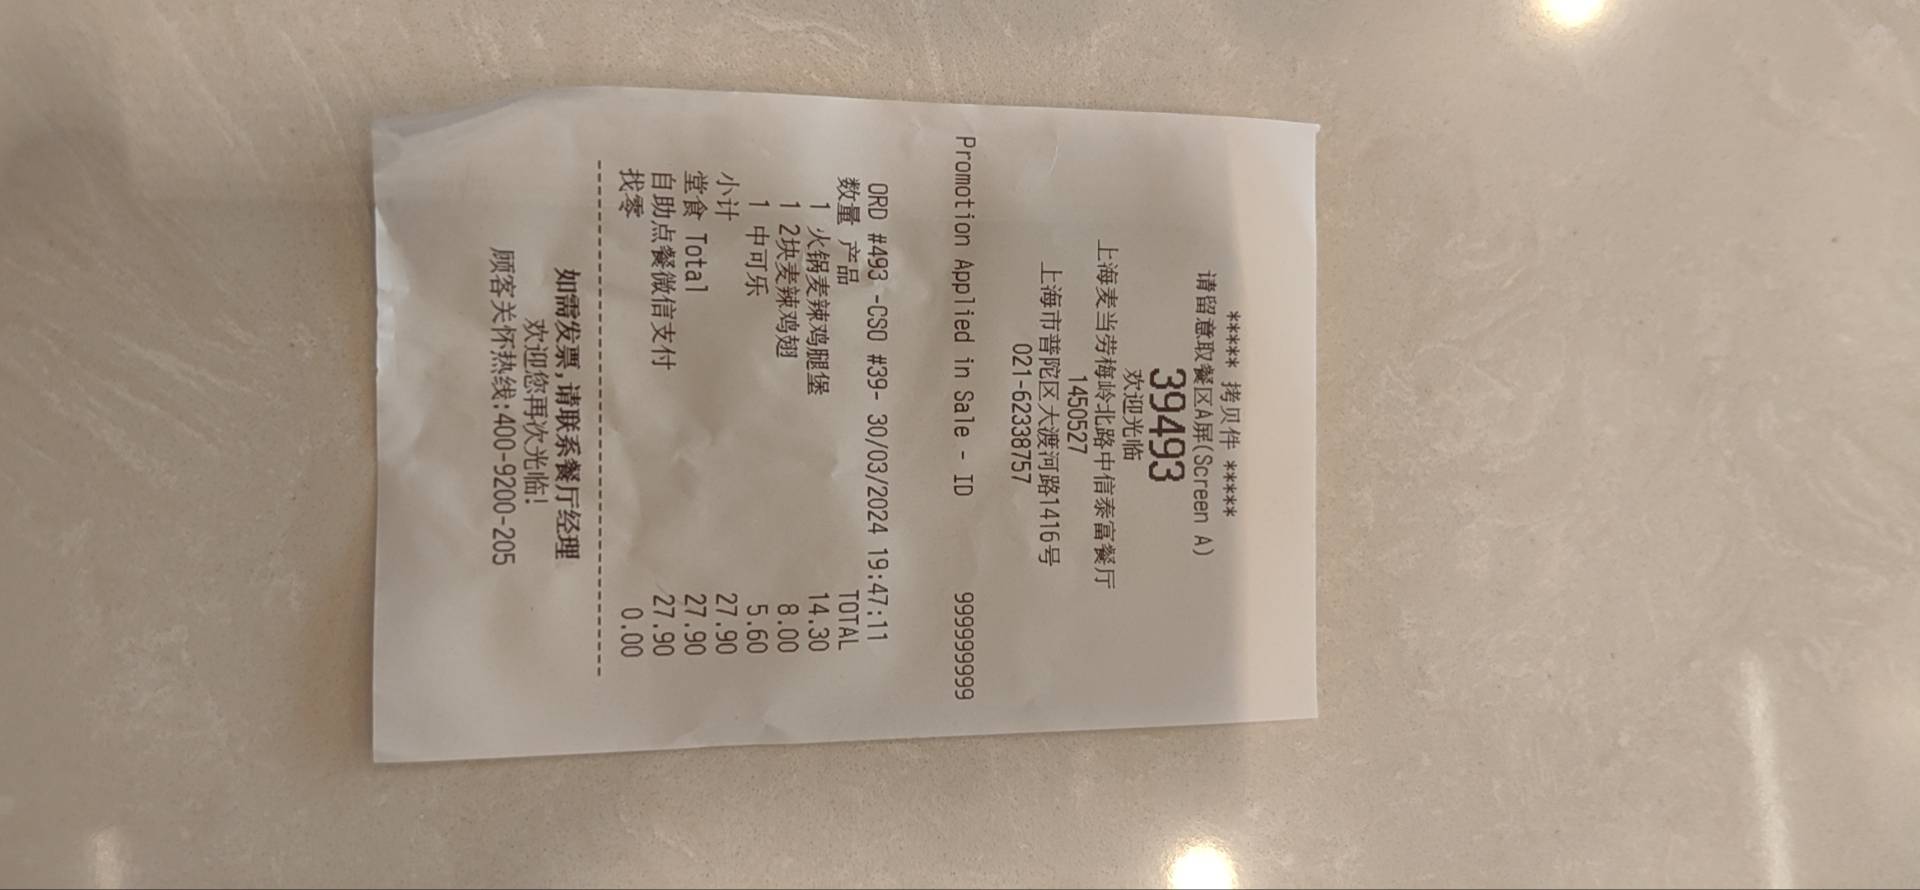 ***** 拷贝件 *****
请留意取餐区A屏(Screen A)
39493
欢迎光临
上海麦当劳梅岭北路中信泰富餐厅
1450527
上海市普陀区大渡河路1416号
021-62338757
Promotion Applied in Sale - ID 9999999999
ORD #493 -CSO #39- 30/03/2024 19:47:11
数量 产品 TOTAL
1 火锅麦辣鸡腿堡 14.30
1 2块麦辣鸡翅 8.00
1 中可乐 5.60
小计 27.90
堂食 Total 27.90
自助点餐微信支付 27.90
找零 0.00
如需发票,请联系餐厅经理
欢迎您再次光临!
顾客关怀热线:400-9200-205